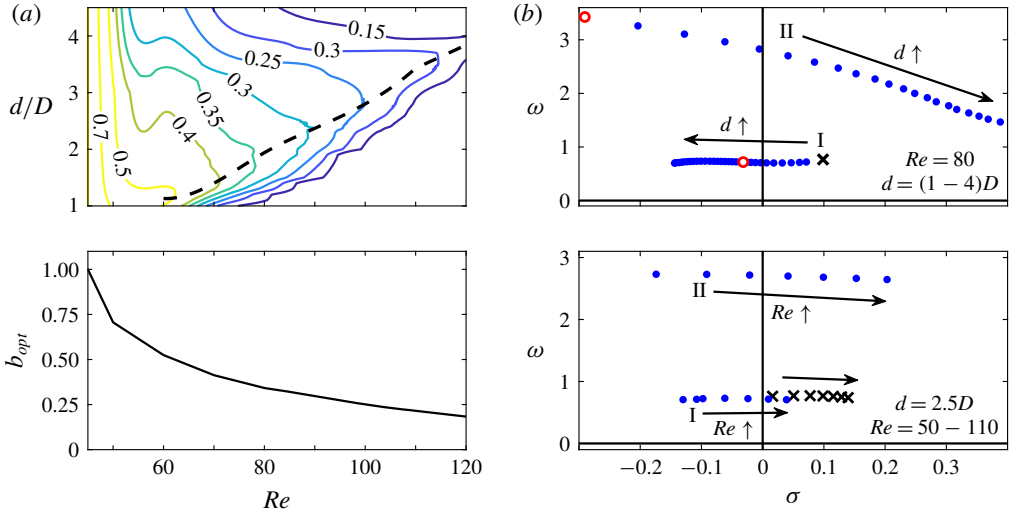 (a)
4
3
2
1
d/D
0.15
0.3
0.25
0.3
0.35
0.4
0.5
0.7
(b)
3
2
1
0
ω
II
d ↑
d ↑
I
Re = 80
d = (1 − 4)D
1.00
0.75
0.50
0.25
0
b_opt
60
80
100
120
Re
3
2
1
0
ω
II
Re ↑
I
Re ↑
d = 2.5D
Re = 50 − 110
−0.2
−0.1
0
0.1
0.2
0.3
σ